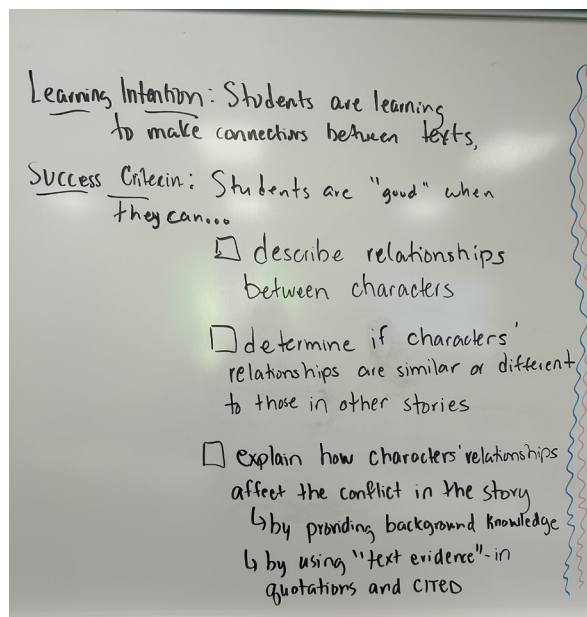 Learning Intention: Students are learning
to make connections between texts,
Success Criteria: Students are "good" when
they can...
☐ describe relationships
between characters
☐ determine if characters'
relationships are similar or different
to those in other stories
☐ explain how characters' relationships
affect the conflict in the story
↳ by providing background knowledge
↳ by using "text evidence" - in
quotations and CITED